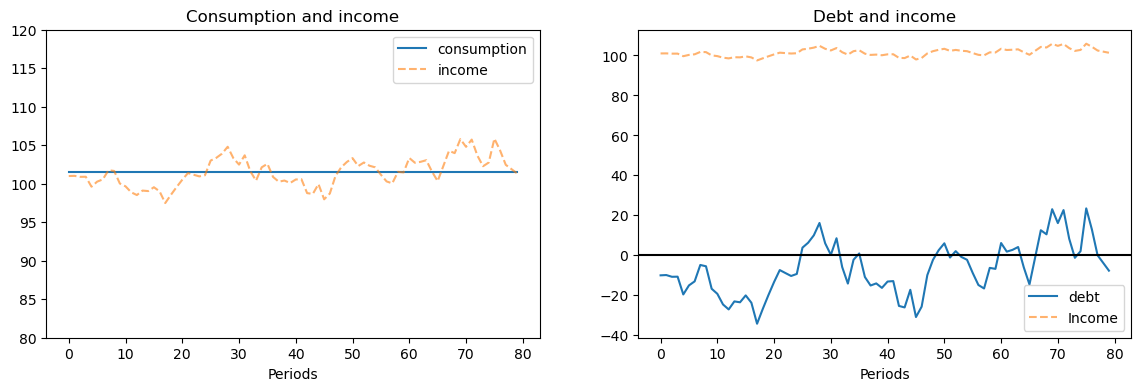 Consumption and income
120
115
110
105
100
95
90
85
80
0 10 20 30 40 50 60 70 80
Periods
consumption
income
Debt and income
100
80
60
40
20
0
−20
−40
0 10 20 30 40 50 60 70 80
Periods
debt
Income